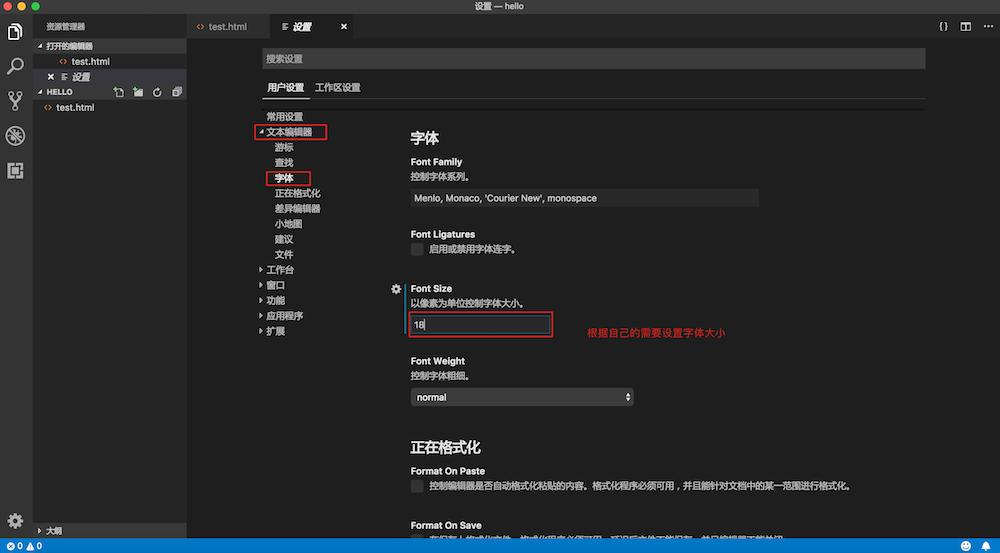 设置 — hello
资源管理器
打开的编辑器
test.html
设置
HELLO
test.html
大纲
0 0
test.html
设置
搜索设置
用户设置 工作区设置
常用设置
文本编辑器
游标
查找
字体
正在格式化
差异编辑器
小地图
建议
文件
工作台
窗口
功能
应用程序
扩展
字体
Font Family
控制字体系列。
Menlo, Monaco, 'Courier New', monospace
Font Ligatures
启用或禁用字体连字。
Font Size
以像素为单位控制字体大小。
18
根据自己的需要设置字体大小
Font Weight
控制字体粗细。
normal
正在格式化
Format On Paste
控制编辑器是否自动格式化粘贴的内容。格式化程序必须可用，并且能针对文档中的某一范围进行格式化。
Format On Save